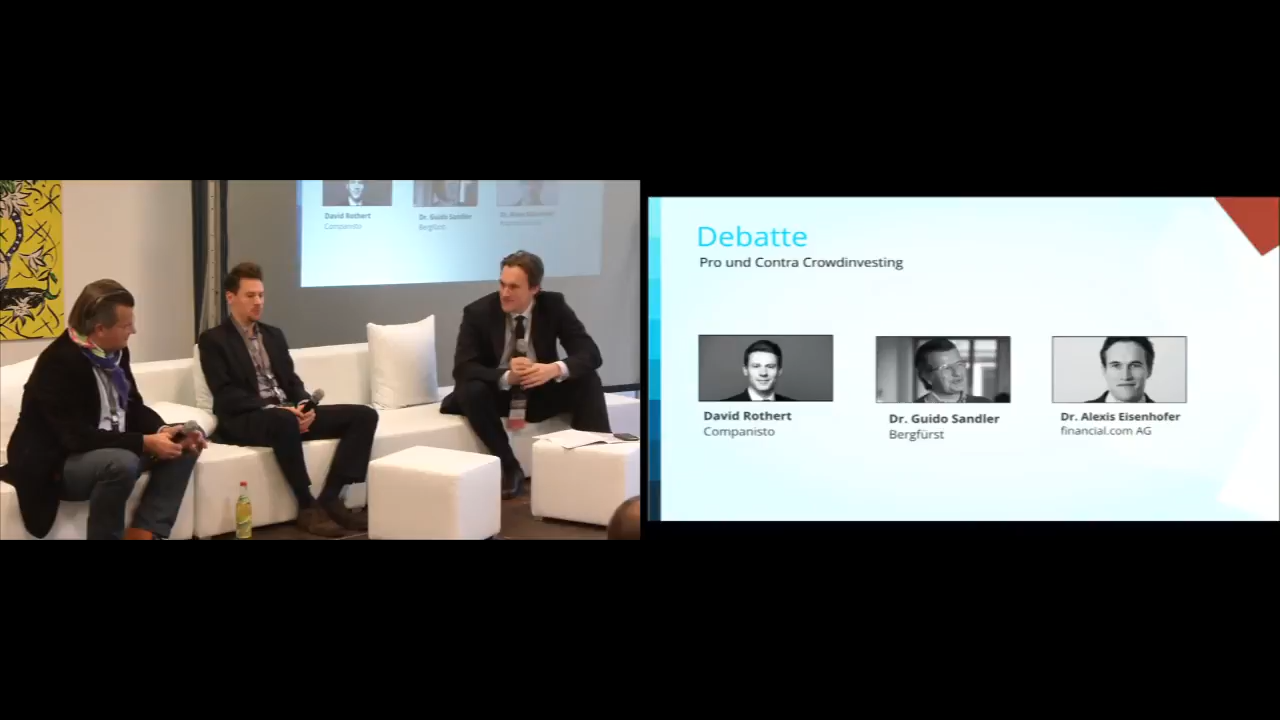 David Rothert
Companisto
Dr. Guido Sandler
Bergfürst
Debatte
Pro und Contra Crowdinvesting
David Rothert
Companisto
Dr. Guido Sandler
Bergfürst
Dr. Alexis Eisenhofer
financial.com AG